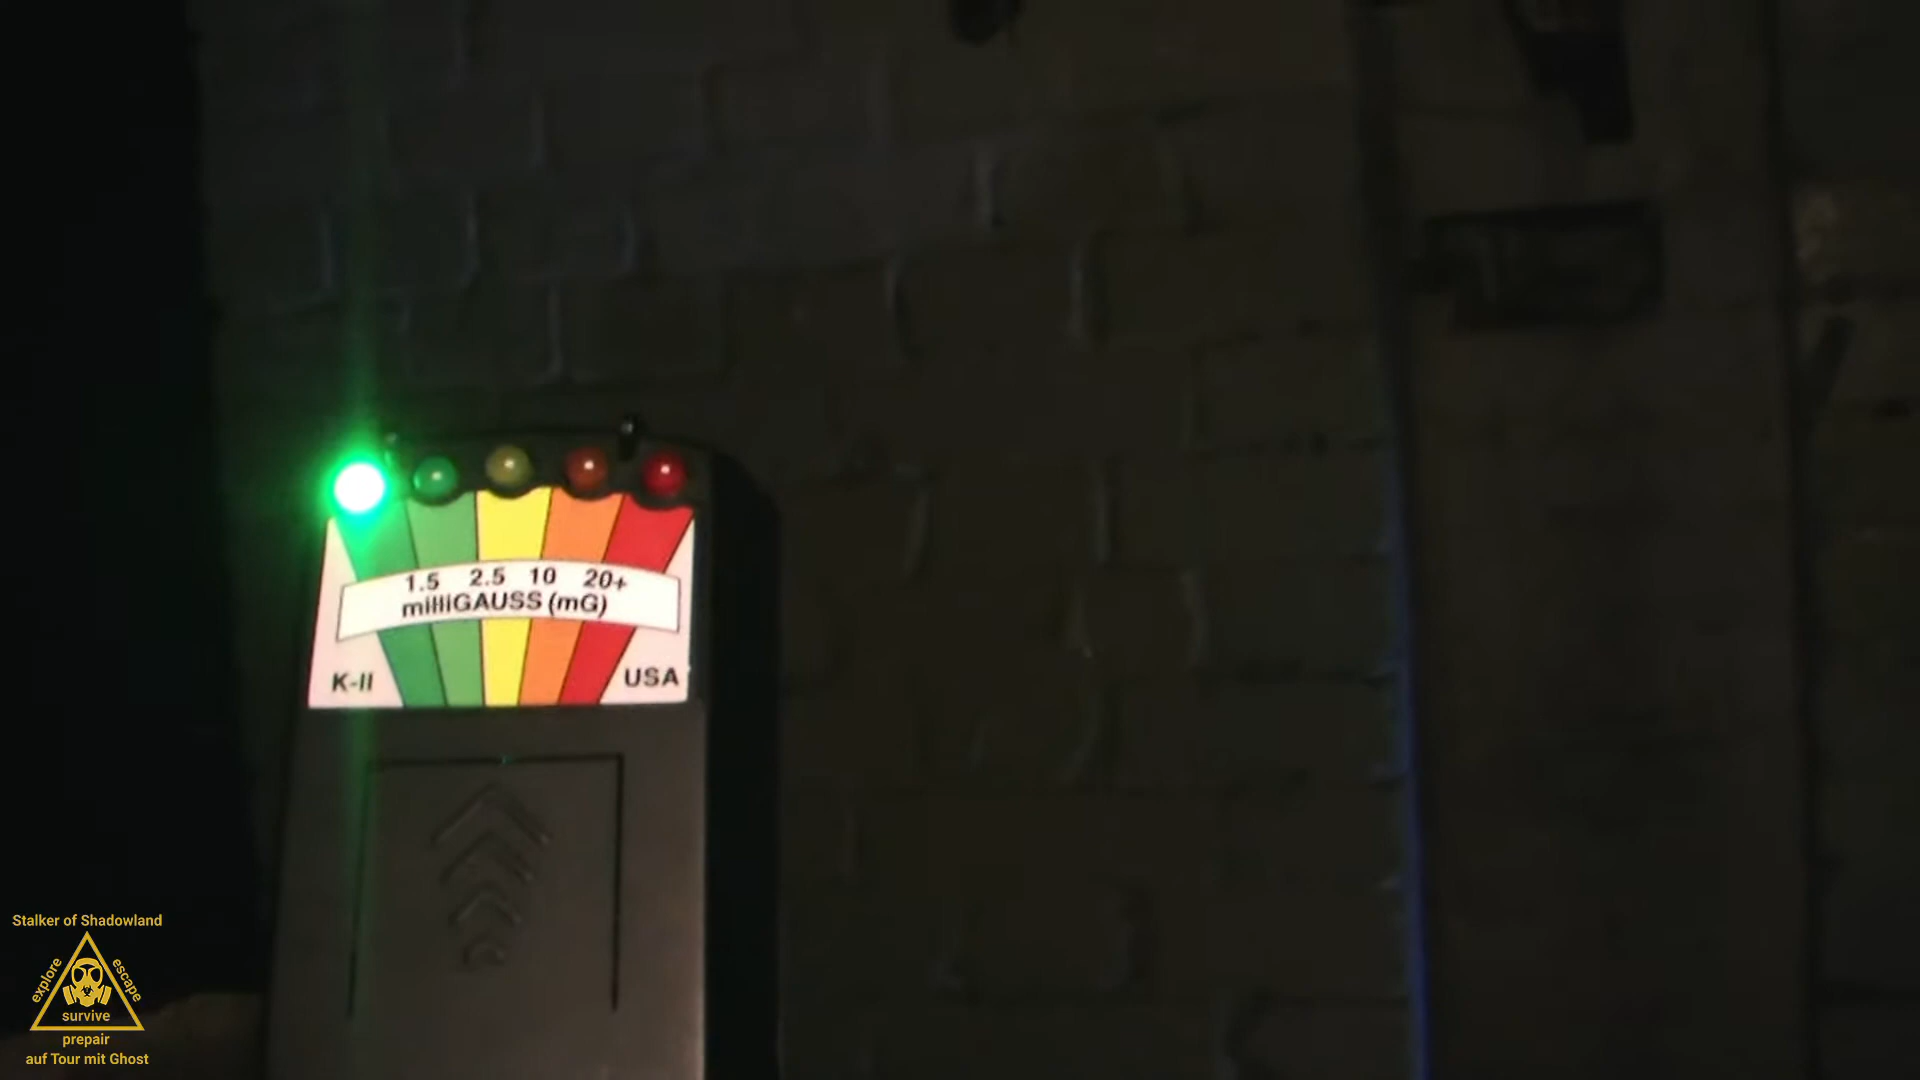 1.5 2.5 10 20+
milliGAUSS (mG)
K-II USA
Stalker of Shadowland
explore escape
survive
prepair
auf Tour mit Ghost